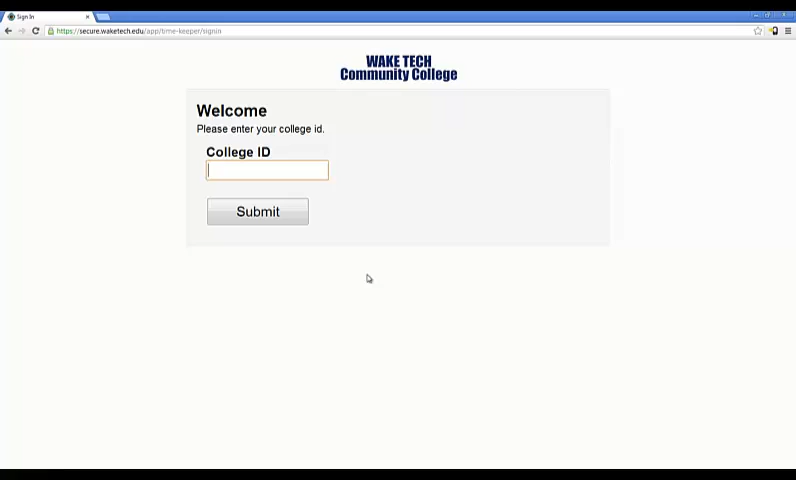 Sign In
https://secure.waketech.edu/app/time-keeper/signin
WAKE TECH
Community College
Welcome
Please enter your college id.
College ID
Submit